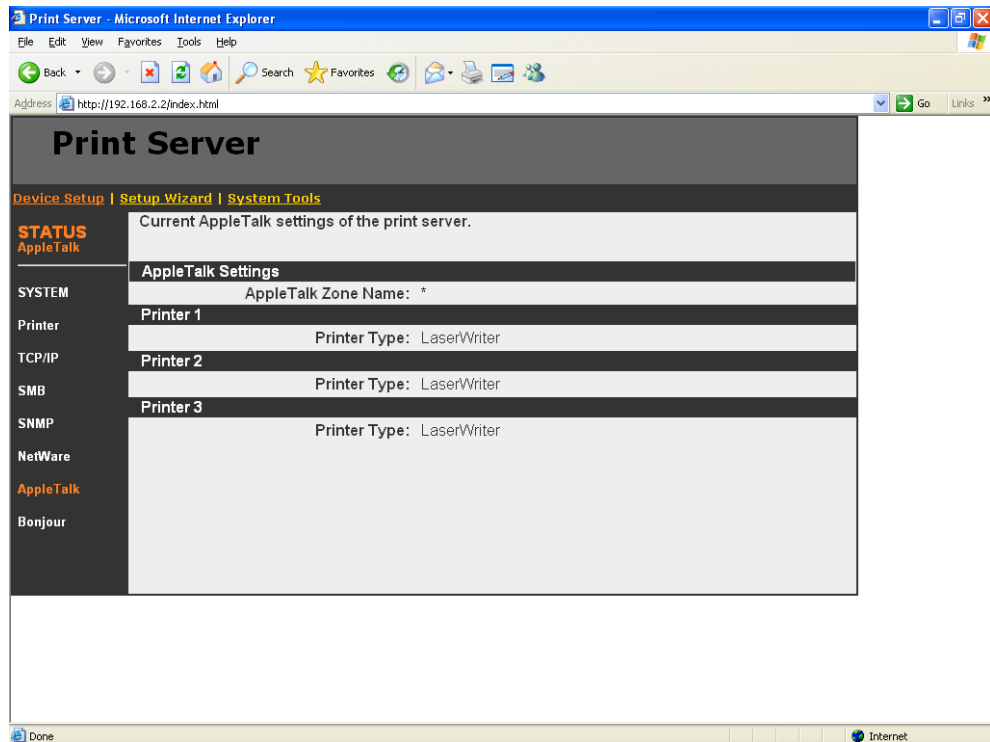 Print Server - Microsoft Internet Explorer
File Edit View Favorites Tools Help
Back Search Favorites
Address http://192.168.2.2/index.html Go Links »
Print Server
Device Setup | Setup Wizard | System Tools
STATUS
AppleTalk
SYSTEM
Printer
TCP/IP
SMB
SNMP
NetWare
AppleTalk
Bonjour
Current AppleTalk settings of the print server.
AppleTalk Settings
AppleTalk Zone Name: *
Printer 1
Printer Type: LaserWriter
Printer 2
Printer Type: LaserWriter
Printer 3
Printer Type: LaserWriter
Done Internet